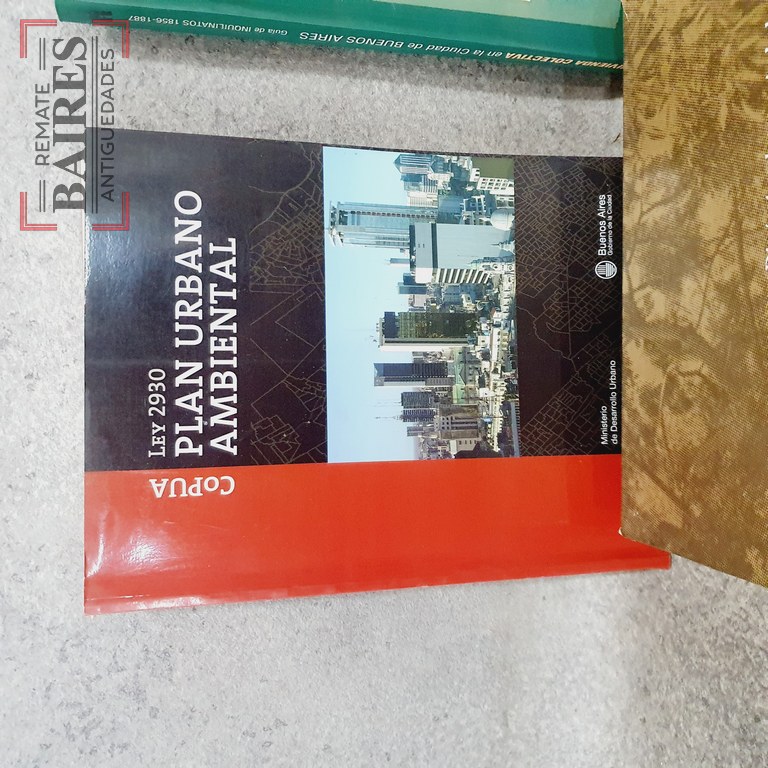 REMATE
BAIRES
ANTIGUEDADES
VIVIENDA COLECTIVA en la Ciudad de BUENOS AIRES Guía de INQUILINATOS 1856-1887
LEY 2930
PLAN URBANO
AMBIENTAL
CoPUA
Buenos Aires
Gobierno de la Ciudad
Ministerio
de Desarrollo Urbano